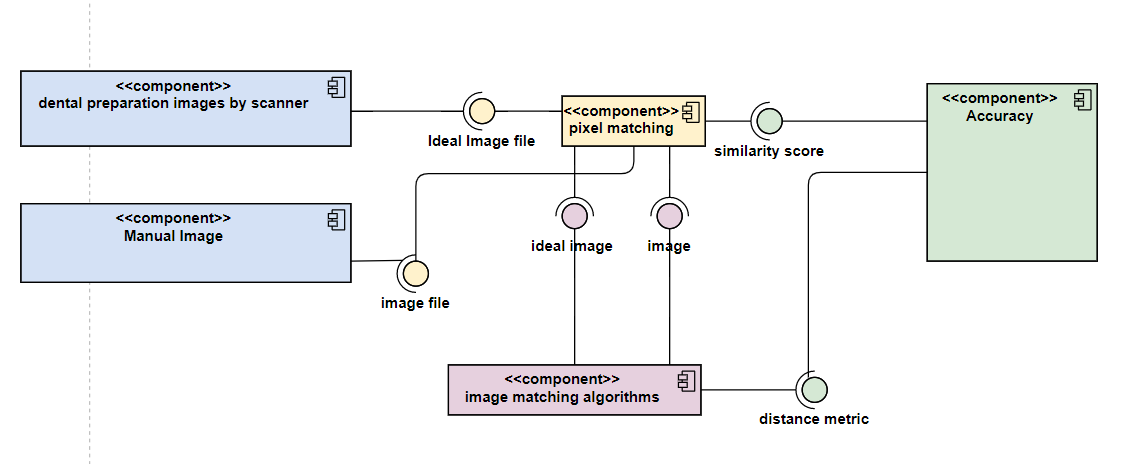 <<component>>
dental preparation images by scanner
Ideal Image file
<<component>>
pixel matching
similarity score
<<component>>
Accuracy
<<component>>
Manual Image
image file
ideal image
image
<<component>>
image matching algorithms
distance metric